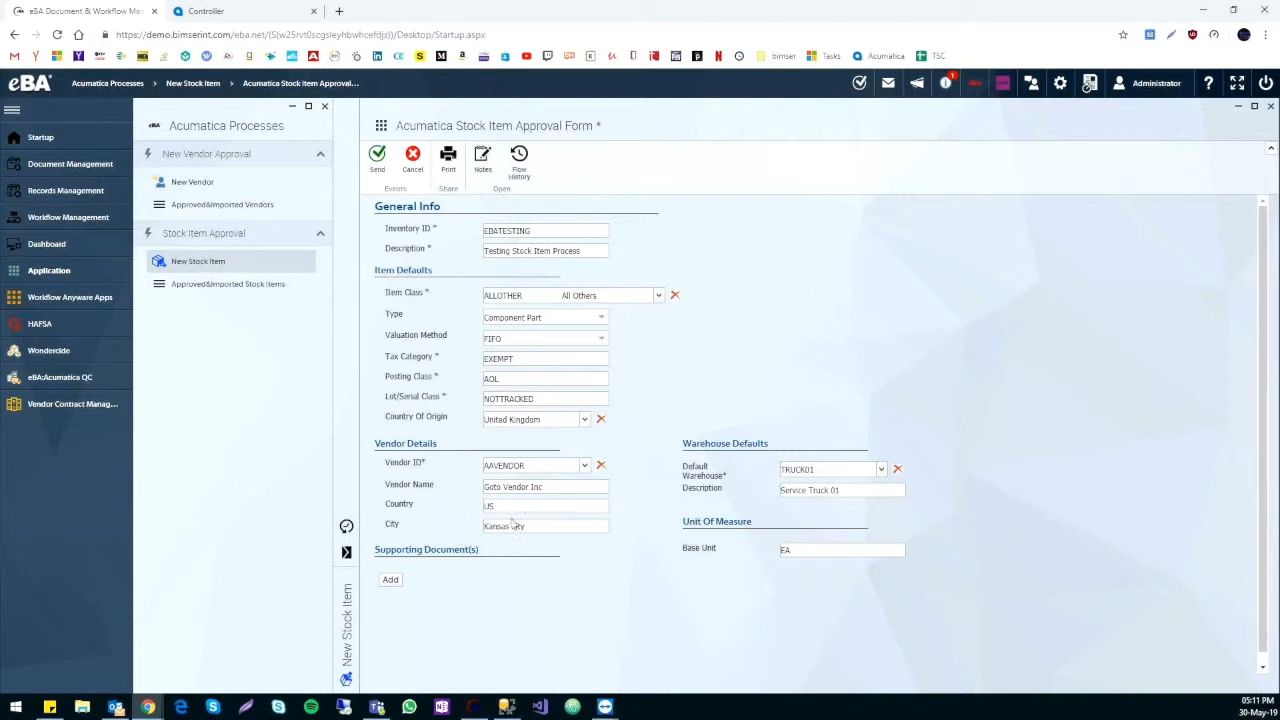 eBA Document & Workflow Ma
Controller
https://demo.bimserint.com/eba.net/(S(w25rvt0scgsleyhbwhcefdjs))/Desktop/Startup.aspx
bimser
Tasks
Acumatica
TSC
eBA
Acumatica Processes
New Stock Item
Acumatica Stock Item Approval...
1
Administrator
Startup
Document Management
Records Management
Workflow Management
Dashboard
Application
Workflow Anyware Apps
HAFSA
Wondercide
eBA;Acumatica QC
Vendor Contract Manag...
eBA Acumatica Processes
New Vendor Approval
New Vendor
Approved&Imported Vendors
Stock Item Approval
New Stock Item
Approved&Imported Stock Items
New Stock Item
Acumatica Stock Item Approval Form *
Send
Cancel
Print
Notes
Flow History
Events
Share
Open
General Info
Inventory ID * EBATESTING
Description * Testing Stock Item Process
Item Defaults
Item Class * ALLOTHER All Others
Type Component Part
Valuation Method FIFO
Tax Category * EXEMPT
Posting Class * AOL
Lot/Serial Class * NOTTRACKED
Country Of Origin United Kingdom
Vendor Details
Vendor ID* AAVENDOR
Vendor Name Goto Vendor Inc
Country US
City Kansas City
Warehouse Defaults
Default Warehouse* TRUCK01
Description Service Truck 01
Unit Of Measure
Base Unit EA
Supporting Document(s)
Add
05:11 PM
30-May-19